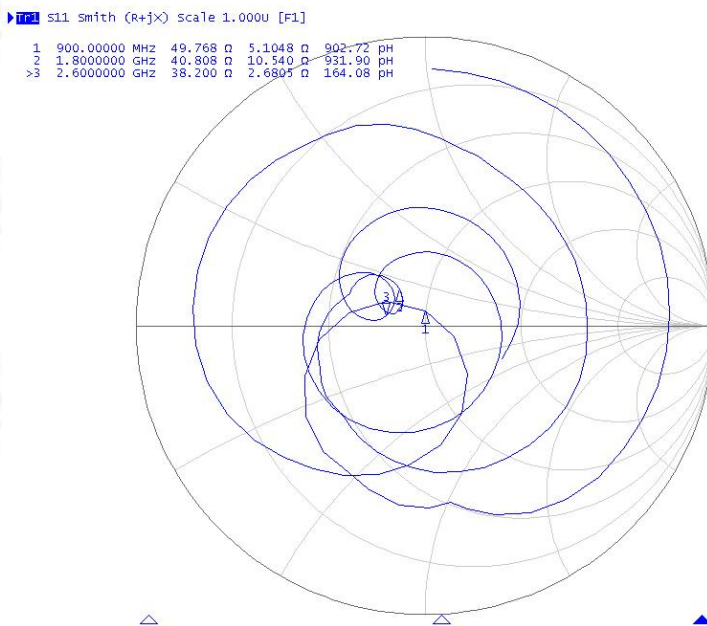 Tr1 S11 Smith (R+jX) Scale 1.000U [F1]
1 900.00000 MHz 49.768 Ω 5.1048 Ω 902.72 pH
2 1.8000000 GHz 40.808 Ω 10.540 Ω 931.90 pH
>3 2.6000000 GHz 38.200 Ω 2.6805 Ω 164.08 pH
3
2
1